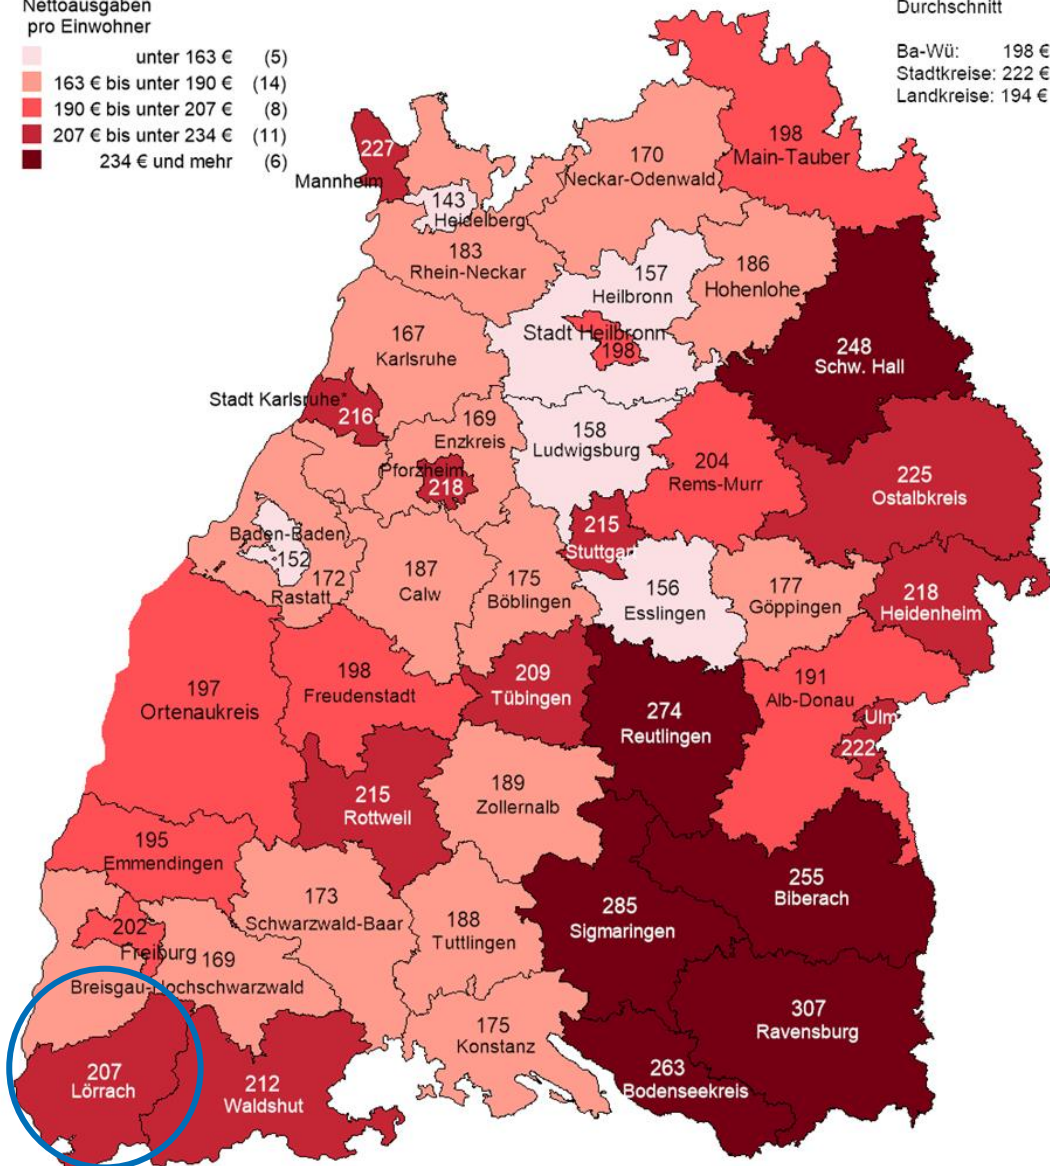 Nettoausgaben
pro Einwohner
unter 163 € (5)
163 € bis unter 190 € (14)
190 € bis unter 207 € (8)
207 € bis unter 234 € (11)
234 € und mehr (6)
Durchschnitt
Ba-Wü: 198 €
Stadtkreise: 222 €
Landkreise: 194 €
227
Mannheim
143
Heidelberg
183
Rhein-Neckar
170
Neckar-Odenwald
198
Main-Tauber
157
Heilbronn
186
Hohenlohe
Stadt Heilbronn
198
167
Karlsruhe
248
Schw. Hall
Stadt Karlsruhe*
216
169
Enzkreis
158
Ludwigsburg
Pforzheim
218
204
Rems-Murr
225
Ostalbkreis
215
Stuttgart
Baden-Baden
152
172
Rastatt
187
Calw
175
Böblingen
156
Esslingen
177
Göppingen
218
Heidenheim
197
Ortenaukreis
198
Freudenstadt
209
Tübingen
274
Reutlingen
191
Alb-Donau
Ulm
222
215
Rottweil
189
Zollernalb
195
Emmendingen
173
Schwarzwald-Baar
188
Tuttlingen
285
Sigmaringen
255
Biberach
202
Freiburg
169
Breisgau-Hochschwarzwald
207
Lörrach
212
Waldshut
175
Konstanz
263
Bodenseekreis
307
Ravensburg